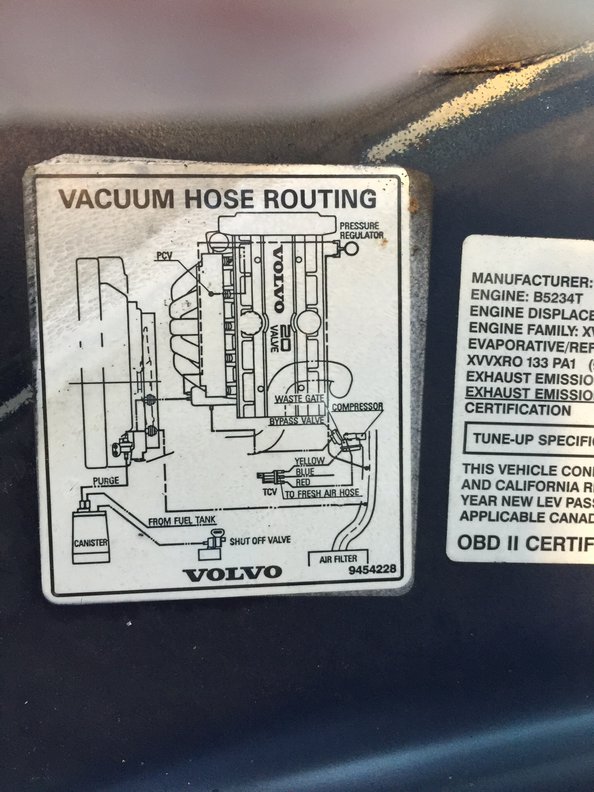 VACUUM HOSE ROUTING
PRESSURE
REGULATOR
PCV
VOLVO
20
VALVE
WASTE GATE
COMPRESSOR
BYPASS VALVE
YELLOW
BLUE
RED
TCV
TO FRESH AIR HOSE
PURGE
FROM FUEL TANK
CANISTER
SHUT OFF VALVE
AIR FILTER
VOLVO
9454228
MANUFACTURER:
ENGINE: B5234T
ENGINE DISPLACE
ENGINE FAMILY: XV
EVAPORATIVE/REF
XVVXRO 133 PA1 (
EXHAUST EMISSIO
EXHAUST EMISSIO
CERTIFICATION
TUNE-UP SPECIFI
THIS VEHICLE CON
AND CALIFORNIA R
YEAR NEW LEV PAS
APPLICABLE CANAD
OBD II CERTIF